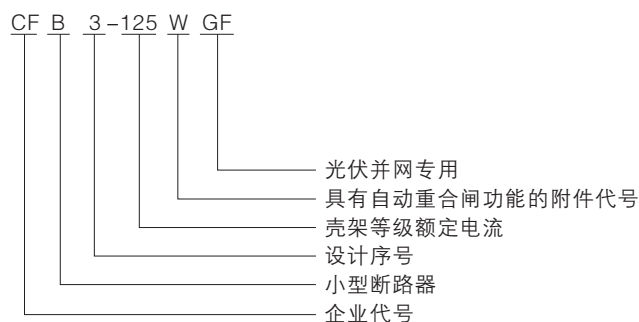 CF B 3-125 W GF
光伏并网专用
具有自动重合闸功能的附件代号
壳架等级额定电流
设计序号
小型断路器
企业代号